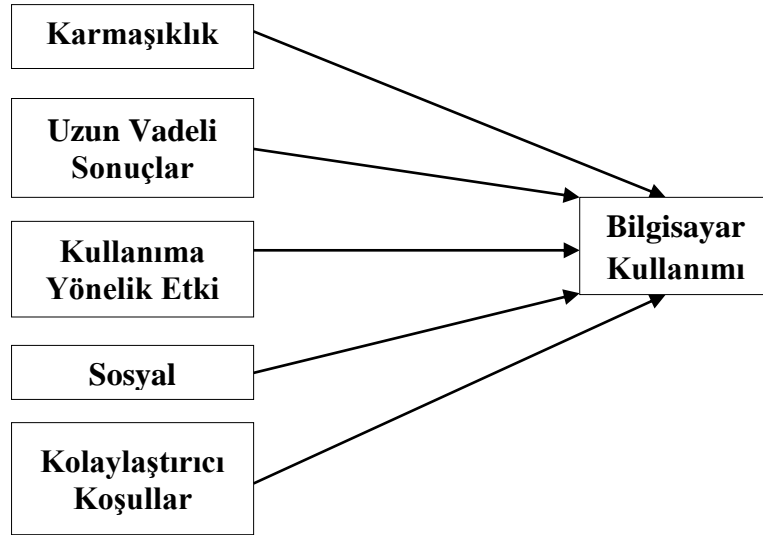 Karmaşıklık
Uzun Vadeli
Sonuçlar
Kullanıma
Yönelik Etki
Sosyal
Kolaylaştırıcı
Koşullar
Bilgisayar
Kullanımı